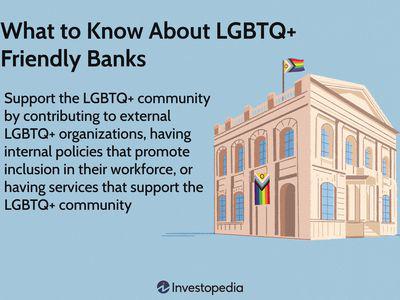 What to Know About LGBTQ+
Friendly Banks
Support the LGBTQ+ community
by contributing to external
LGBTQ+ organizations, having
internal policies that promote
inclusion in their workforce, or
having services that support the
LGBTQ+ community
Investopedia